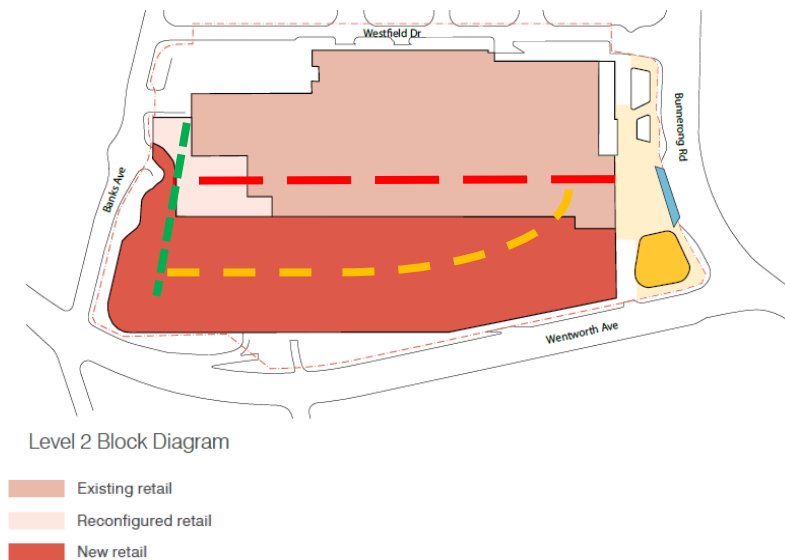 Westfield Dr
Bunnerong Rd
Banks Ave
Wentworth Ave
Level 2 Block Diagram
Existing retail
Reconfigured retail
New retail